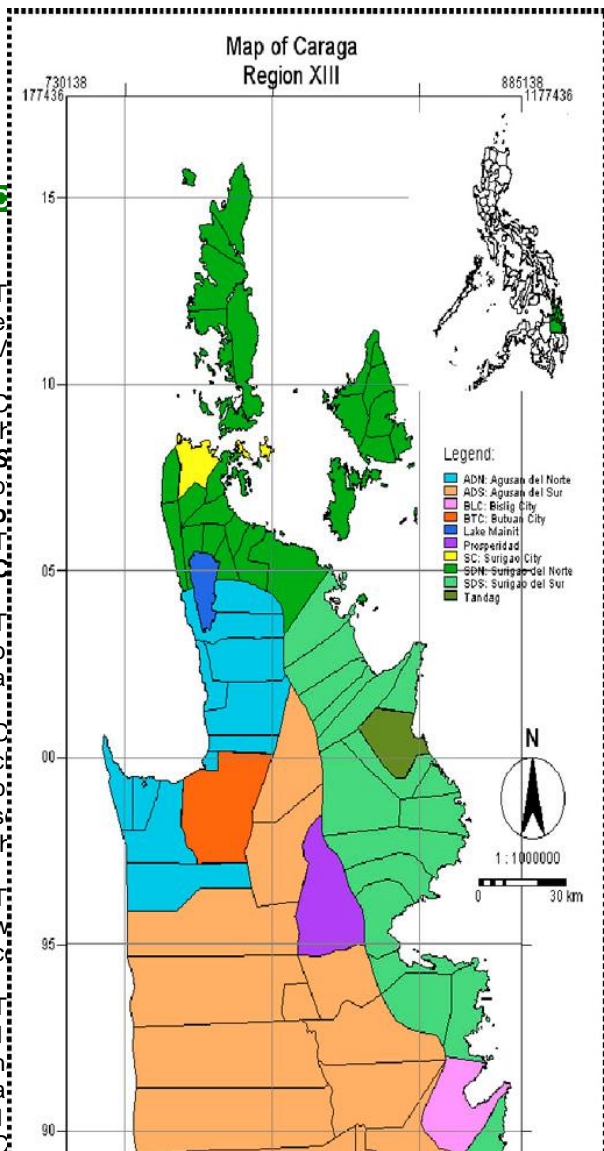 Map of Caraga
Region XIII
730138
885138
177436
1177436
15
10
Legend:
ADN: Agusan del Norte
ADS: Agusan del Sur
BLC: Bislig City
BTC: Butuan City
Lake Mainit
Prosperidad
SC: Surigao City
SDN: Surigao del Norte
SDS: Surigao del Sur
Tandag
05
N
00
1 : 1000000
0 30 km
95
90